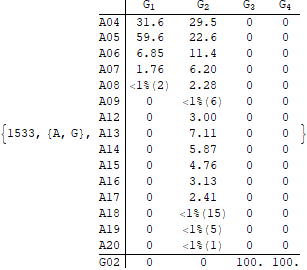 G1 G2 G3 G4
A04 31.6 29.5 0 0
A05 59.6 22.6 0 0
A06 6.85 11.4 0 0
A07 1.76 6.20 0 0
A08 <1%(2) 2.28 0 0
A09 0 <1%(6) 0 0
A12 0 3.00 0 0
{1533, {A, G}, A13 0 7.11 0 0 }
A14 0 5.87 0 0
A15 0 4.76 0 0
A16 0 3.13 0 0
A17 0 2.41 0 0
A18 0 <1%(15) 0 0
A19 0 <1%(5) 0 0
A20 0 <1%(1) 0 0
G02 0 0 100. 100.